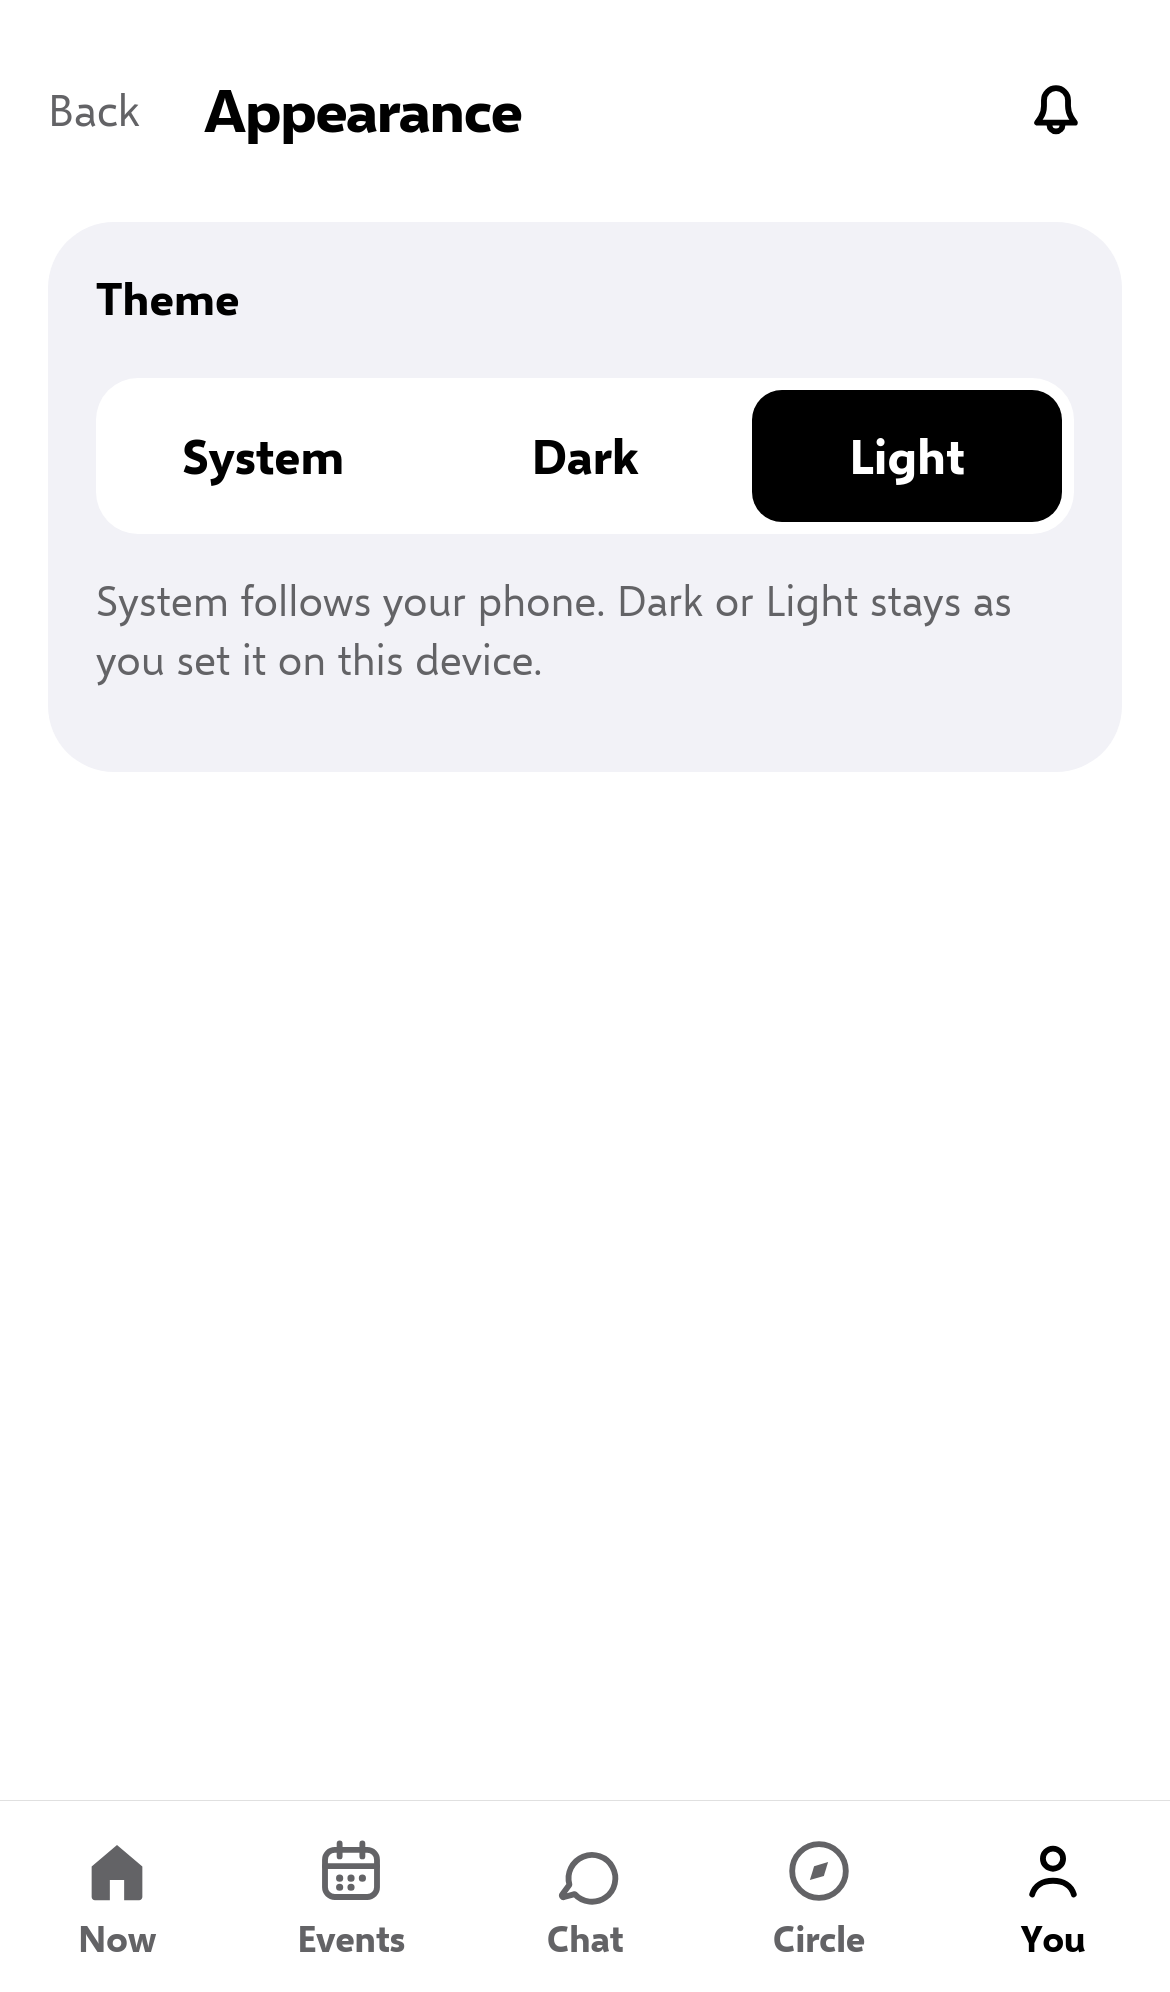 Back Appearance
Theme
System Dark Light
System follows your phone. Dark or Light stays as
you set it on this device.
Now Events Chat Circle You